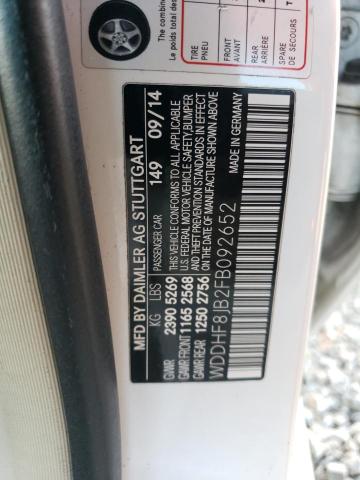 The combined
Le poids total des
TIRE
PNEU
FRONT
AVANT
REAR
ARRIÈRE
SPARE
DE SECOURS
MFD BY DAIMLER AG STUTTGART
PASSENGER CAR 149 09/14
KG LBS
GAWR 2390 5269
GAWR FRONT 1165 2568
GAWR REAR 1250 2756
THIS VEHICLE CONFORMS TO ALL APPLICABLE
U.S. FEDERAL MOTOR VEHICLE SAFETY, BUMPER
AND THEFT PREVENTION STANDARDS IN EFFECT
ON DATE OF MANUFACTURE SHOWN ABOVE
WDDHF8JB2FB092652
MADE IN GERMANY